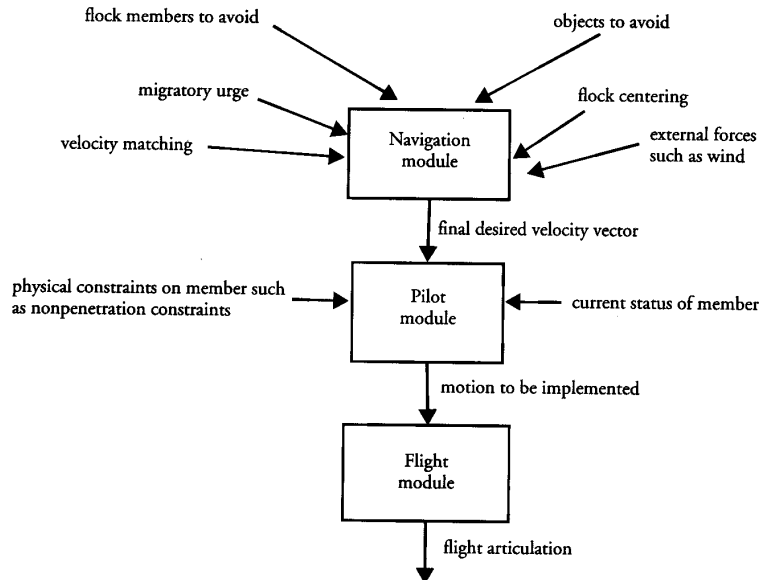 flock members to avoid
objects to avoid
migratory urge
flock centering
velocity matching
Navigation
module
external forces
such as wind
final desired velocity vector
physical constraints on member such
as nonpenetration constraints
Pilot
module
current status of member
motion to be implemented
Flight
module
flight articulation